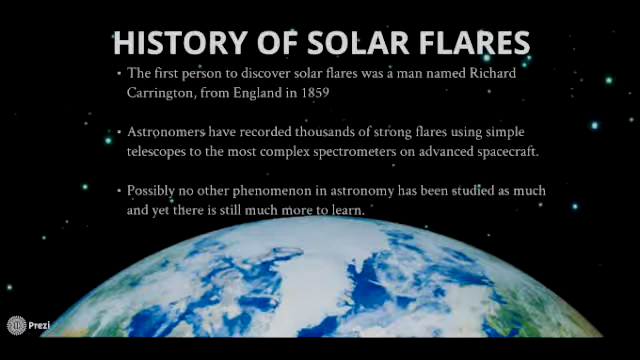 HISTORY OF SOLAR FLARES
• The first person to discover solar flares was a man named Richard
Carrington, from England in 1859
• Astronomers have recorded thousands of strong flares using simple
telescopes to the most complex spectrometers on advanced spacecraft.
• Possibly no other phenomenon in astronomy has been studied as much
and yet there is still much more to learn.
Prezi